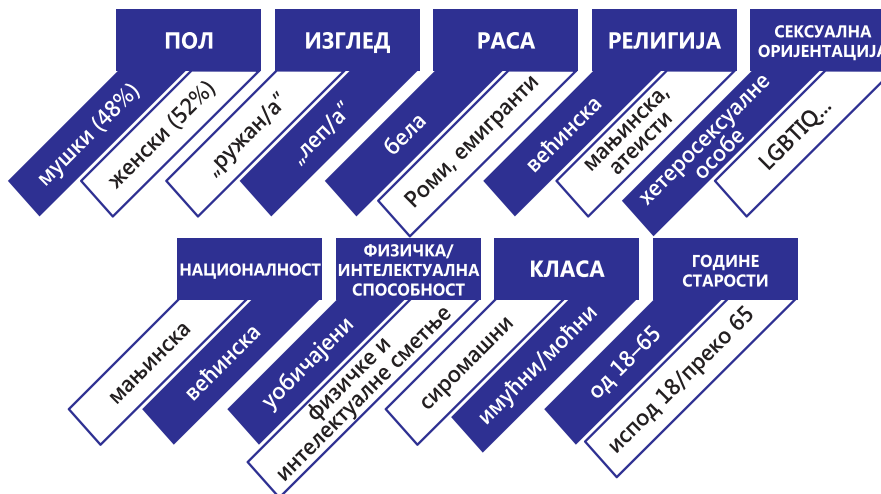 ПОЛ
мушки (48%)
женски (52%)
ИЗГЛЕД
„ружан/а“
„леп/а“
РАСА
бела
Роми, емигранти
РЕЛИГИЈА
већинска
мањинска,
атеисти
СЕКСУАЛНА
ОРИЈЕНТАЦИЈА
хетеросексуалне
особе
LGBTIQ...
НАЦИОНАЛНОСТ
мањинска
већинска
ФИЗИЧКА/
ИНТЕЛЕКТУАЛНА
СПОСОБНОСТ
уобичајени
физичке и
интелектуалне сметње
КЛАСА
сиромашни
имућни/моћни
ГОДИНЕ
СТАРОСТИ
од 18–65
испод 18/преко 65